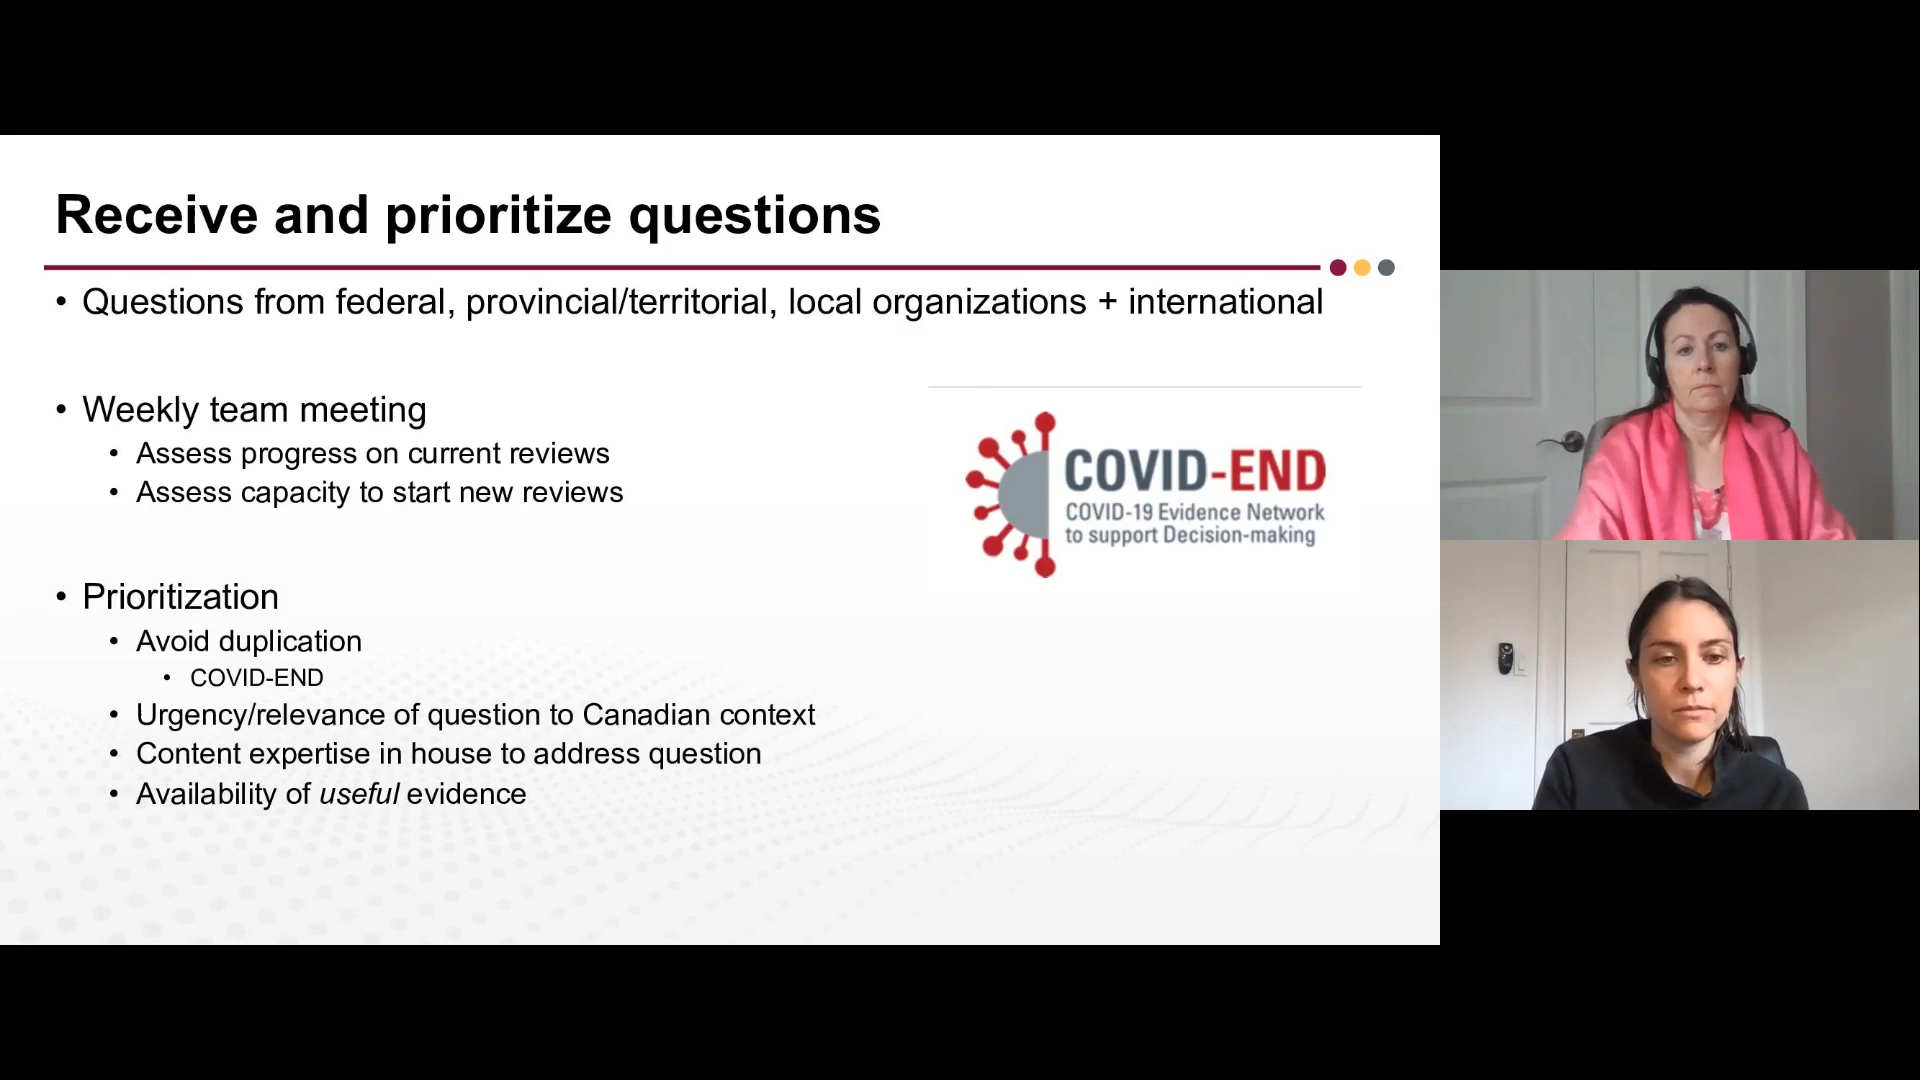 Receive and prioritize questions
• Questions from federal, provincial/territorial, local organizations + international
• Weekly team meeting
• Assess progress on current reviews
• Assess capacity to start new reviews
COVID-END
COVID-19 Evidence Network
to support Decision-making
• Prioritization
• Avoid duplication
• COVID-END
• Urgency/relevance of question to Canadian context
• Content expertise in house to address question
• Availability of useful evidence